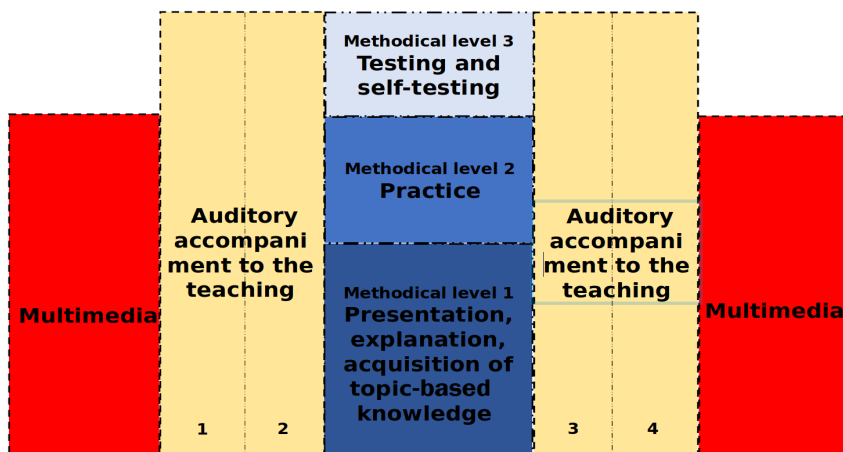 Methodical level 3
Testing and
self-testing
Methodical level 2
Practice
Auditory
accompani
ment to the
teaching
Auditory
accompani
ment to the
teaching
Methodical level 1
Presentation,
explanation,
acquisition of
topic-based
knowledge
Multimedia
Multimedia
1
2
3
4